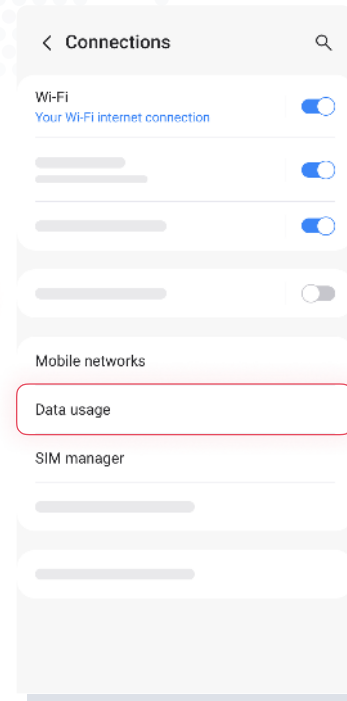 Connections
Wi-Fi
Your Wi-Fi internet connection
Mobile networks
Data usage
SIM manager